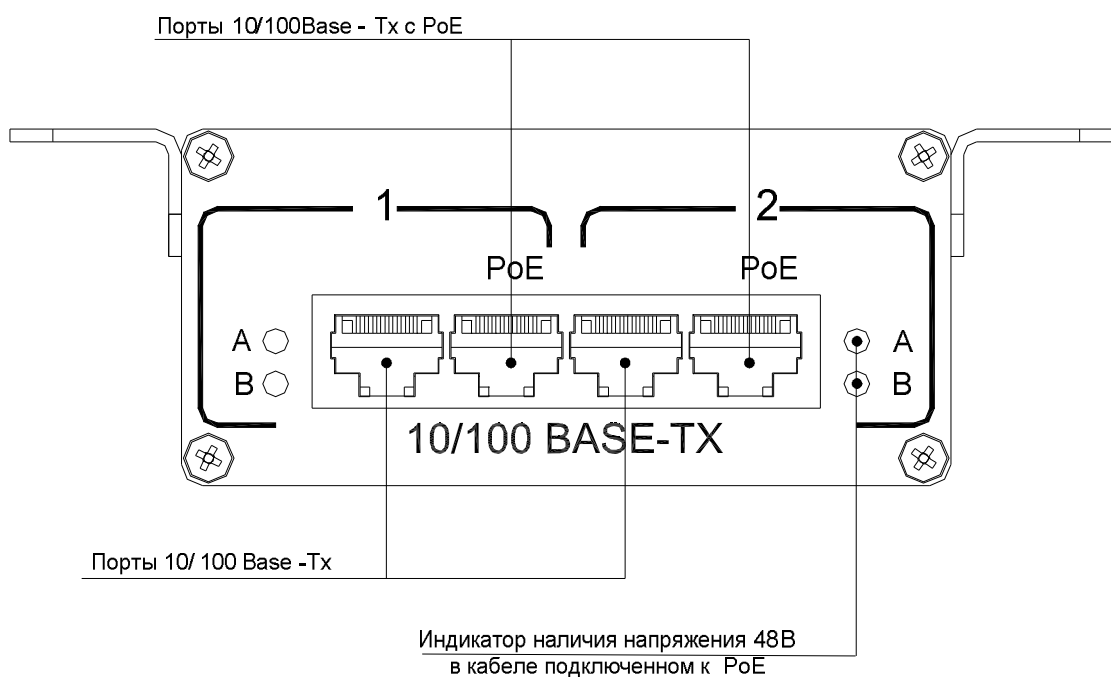 Порты 10/100Base - Tx с PoE
1 2
PoE PoE
A A
B B
10/100 BASE-TX
Порты 10/ 100 Base -Tx
Индикатор наличия напряжения 48В
в кабеле подключенном к PoE